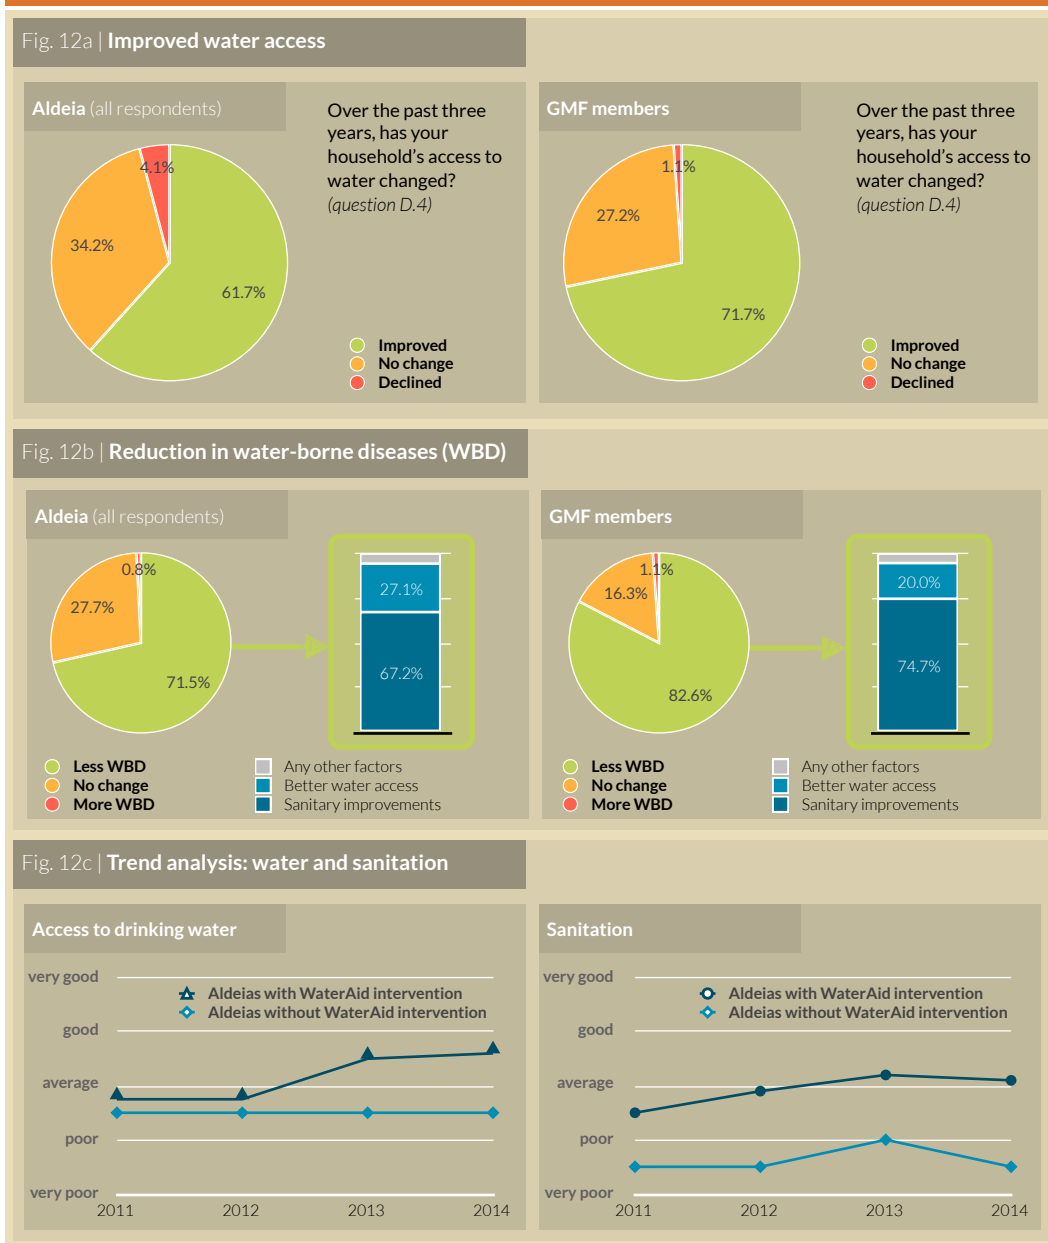 Fig. 12a | Improved water access
Aldeia (all respondents)
Over the past three
years, has your
household's access to
water changed?
(question D.4)
4.1%
34.2%
61.7%
Improved
No change
Declined
GMF members
Over the past three
years, has your
household's access to
water changed?
(question D.4)
1.1%
27.2%
71.7%
Improved
No change
Declined
Fig. 12b | Reduction in water-borne diseases (WBD)
Aldeia (all respondents)
0.8%
27.7%
71.5%
27.1%
67.2%
Less WBD
No change
More WBD
Any other factors
Better water access
Sanitary improvements
GMF members
1.1%
16.3%
82.6%
20.0%
74.7%
Less WBD
No change
More WBD
Any other factors
Better water access
Sanitary improvements
Fig. 12c | Trend analysis: water and sanitation
Access to drinking water
very good
Aldeias with WaterAid intervention
Aldeias without WaterAid intervention
good
average
poor
very poor
2011 2012 2013 2014
Sanitation
very good
Aldeias with WaterAid intervention
Aldeias without WaterAid intervention
good
average
poor
very poor
2011 2012 2013 2014